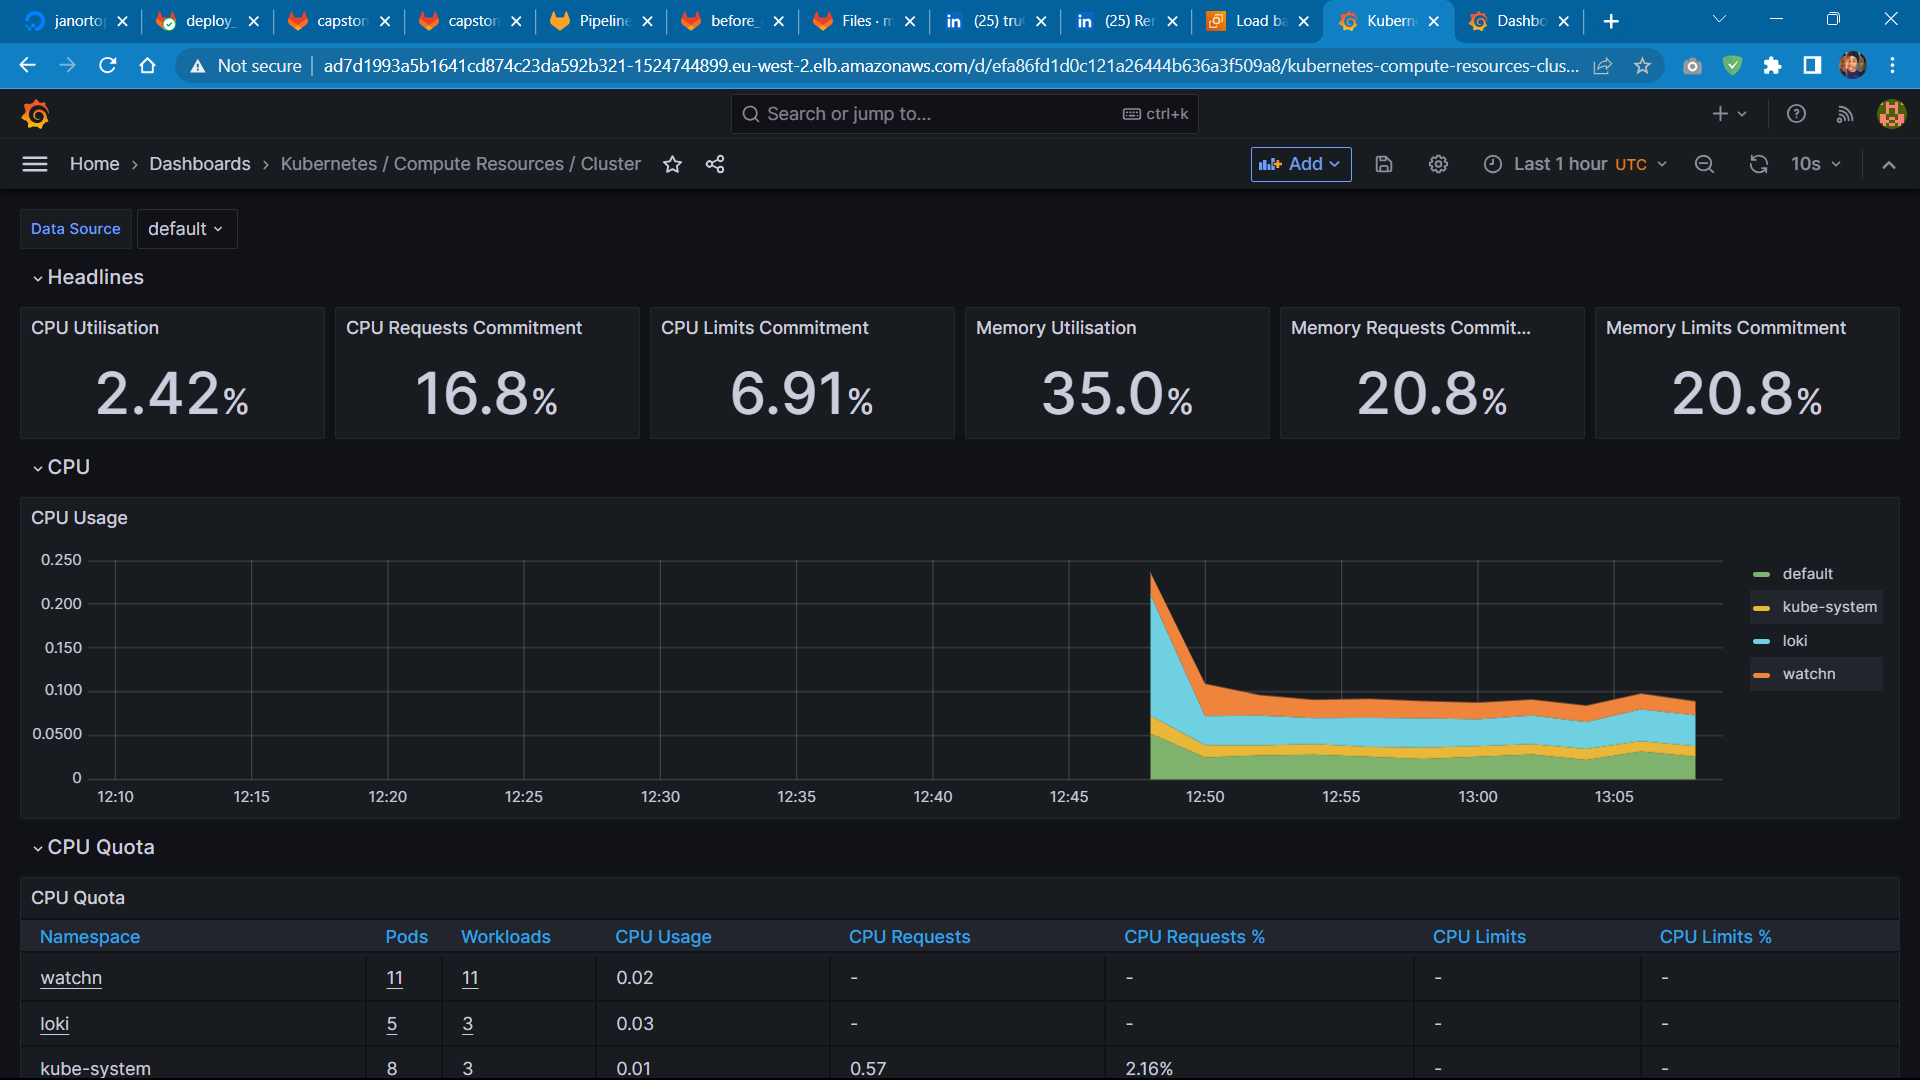 janorto
deploy_
capston
capston
Pipeline
before_
Files · m
(25) tru
(25) Rer
Load ba
Kubern
Dashbo
Not secure
ad7d1993a5b1641cd874c23da592b321-1524744899.eu-west-2.elb.amazonaws.com/d/efa86fd1d0c121a26444b636a3f509a8/kubernetes-compute-resources-clus...
Search or jump to...
ctrl+k
Home › Dashboards › Kubernetes / Compute Resources / Cluster
Add
Last 1 hour UTC
10s
Data Source
default
Headlines
CPU Utilisation
2.42%
CPU Requests Commitment
16.8%
CPU Limits Commitment
6.91%
Memory Utilisation
35.0%
Memory Requests Commit...
20.8%
Memory Limits Commitment
20.8%
CPU
CPU Usage
0.250
0.200
0.150
0.100
0.0500
0
12:10 12:15 12:20 12:25 12:30 12:35 12:40 12:45 12:50 12:55 13:00 13:05
default
kube-system
loki
watchn
CPU Quota
CPU Quota
Namespace Pods Workloads CPU Usage CPU Requests CPU Requests % CPU Limits CPU Limits %
watchn 11 11 0.02 - - - -
loki 5 3 0.03 - - - -
kube-system 8 3 0.01 0.57 2.16% - -